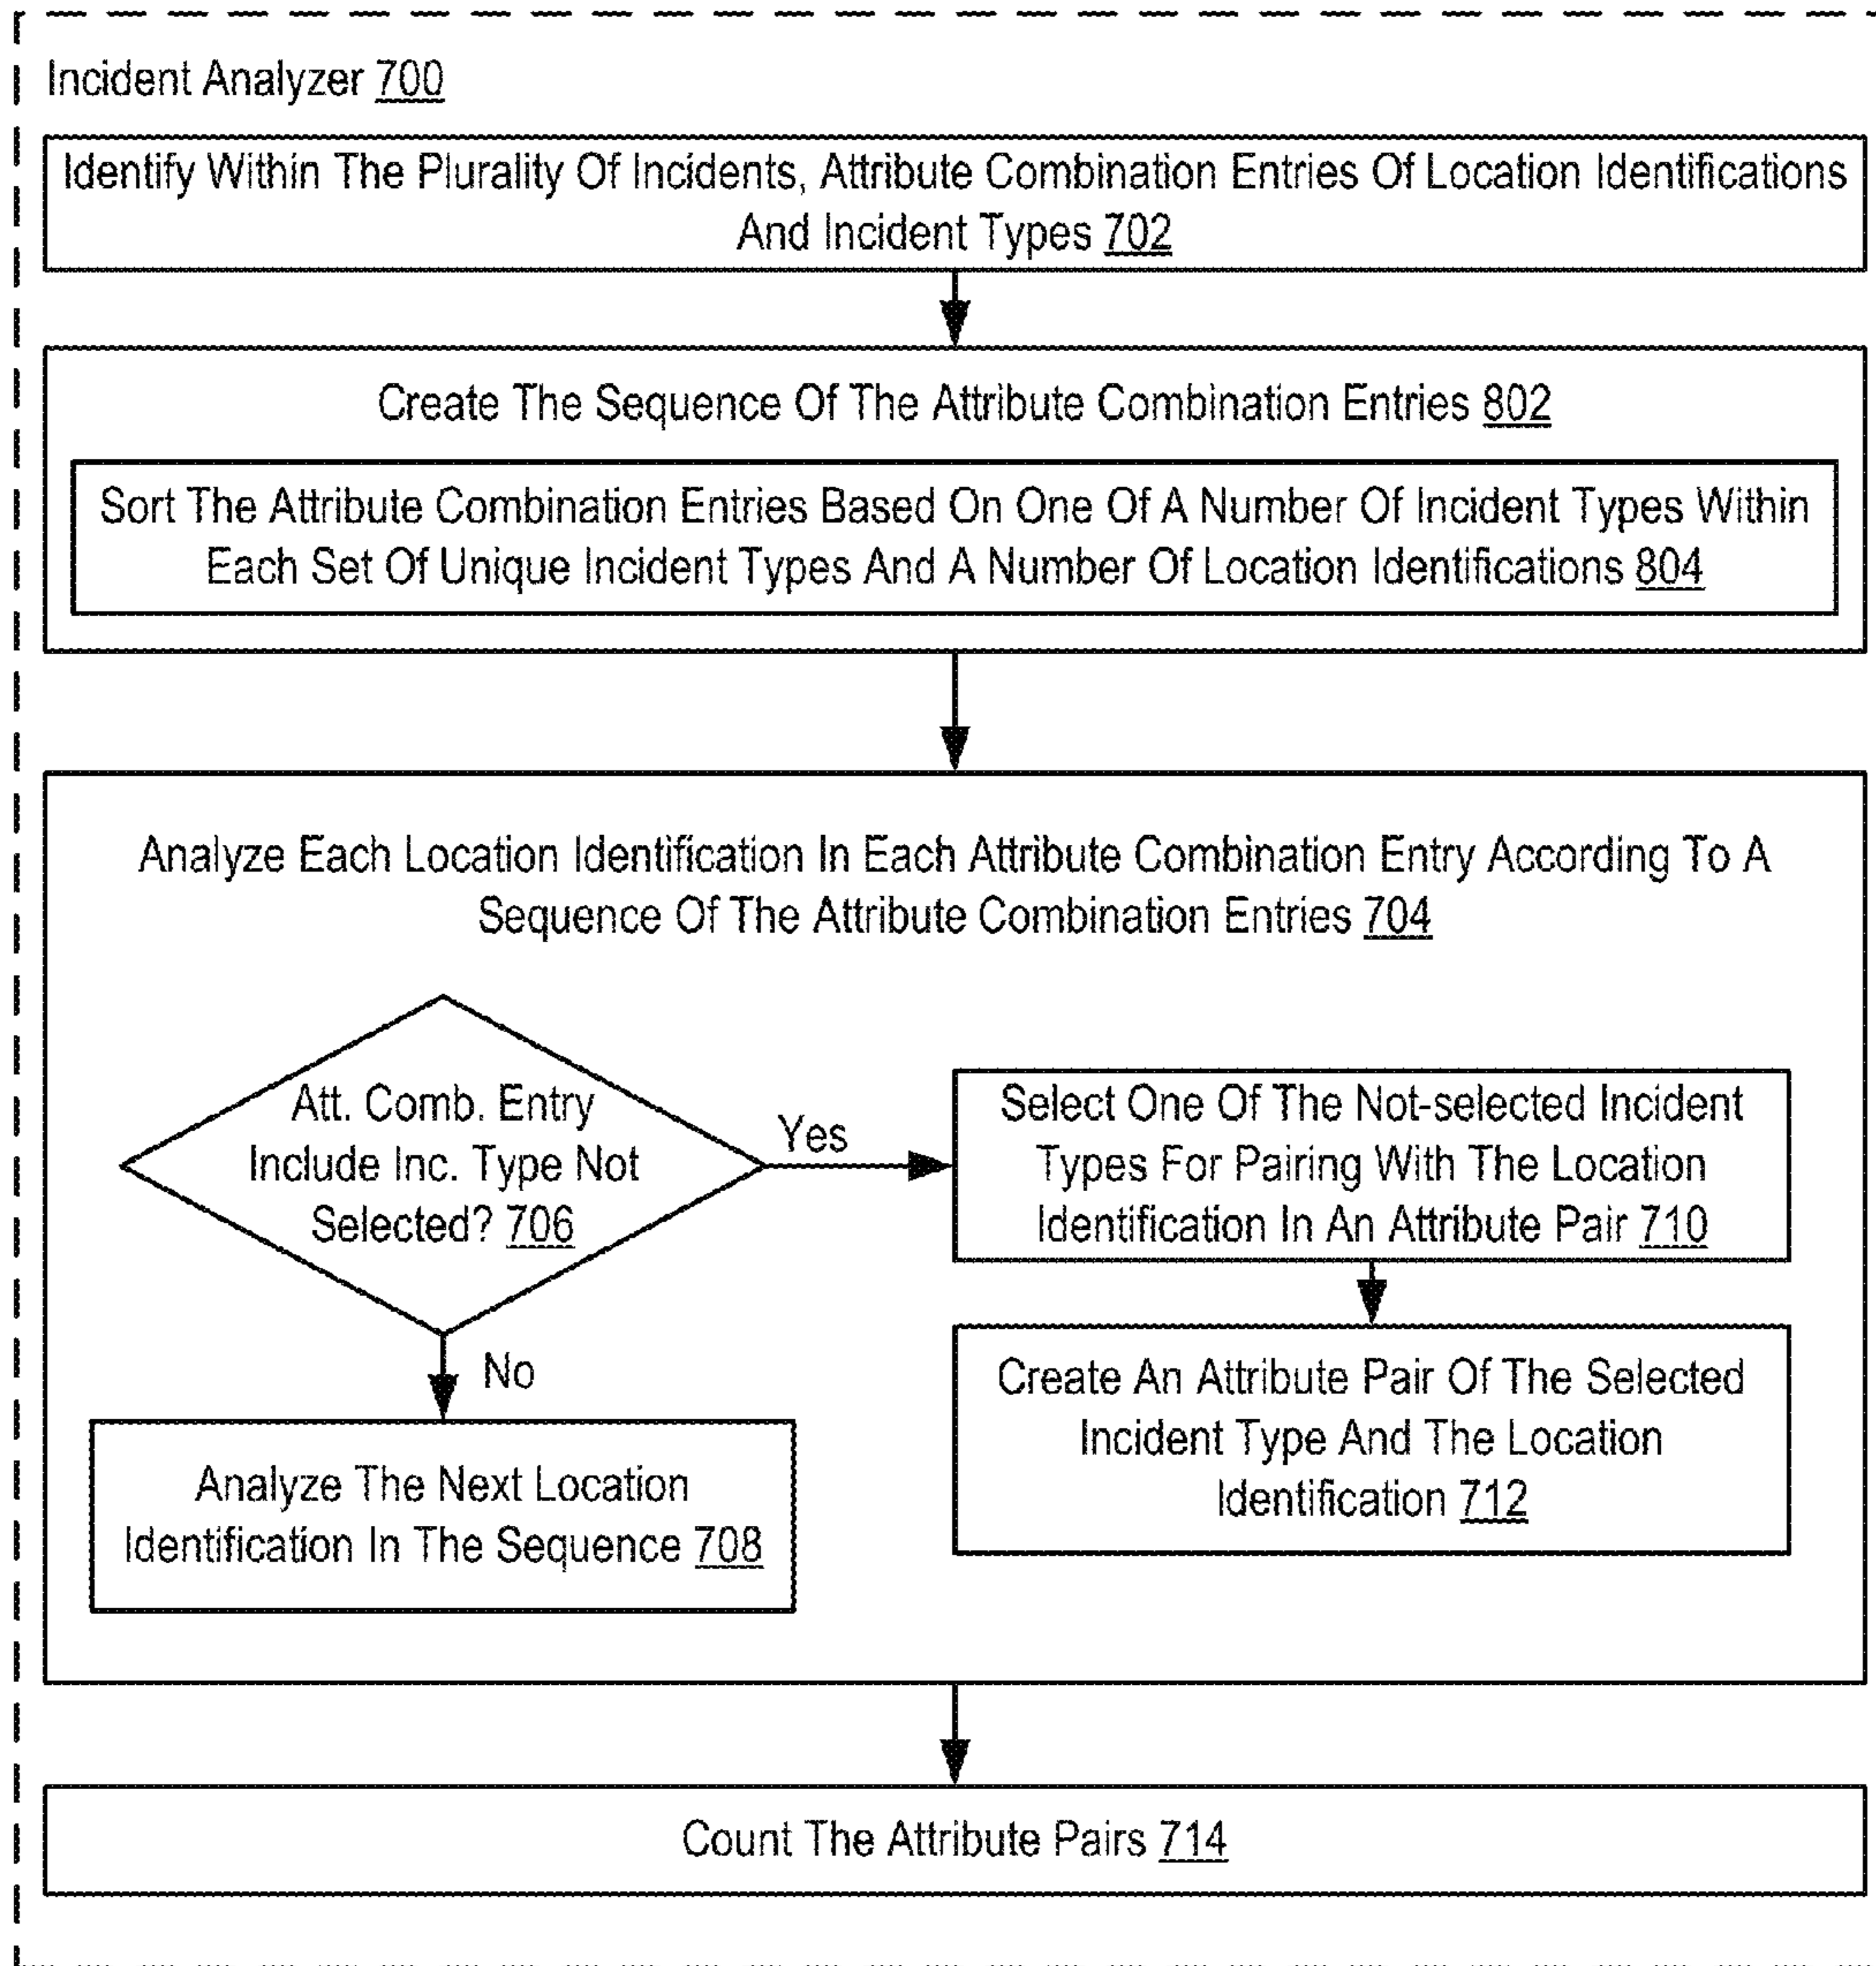 Incident Analyzer 700
Identify Within The Plurality Of Incidents, Attribute Combination Entries Of Location Identifications
And Incident Types 702
Create The Sequence Of The Attribute Combination Entries 802
Sort The Attribute Combination Entries Based On One Of A Number Of Incident Types Within
Each Set Of Unique Incident Types And A Number Of Location Identifications 804
Analyze Each Location Identification In Each Attribute Combination Entry According To A
Sequence Of The Attribute Combination Entries 704
Att. Comb. Entry
Include Inc. Type Not
Selected? 706
Yes
Select One Of The Not-selected Incident
Types For Pairing With The Location
Identification In An Attribute Pair 710
No
Create An Attribute Pair Of The Selected
Incident Type And The Location
Identification 712
Analyze The Next Location
Identification In The Sequence 708
Count The Attribute Pairs 714